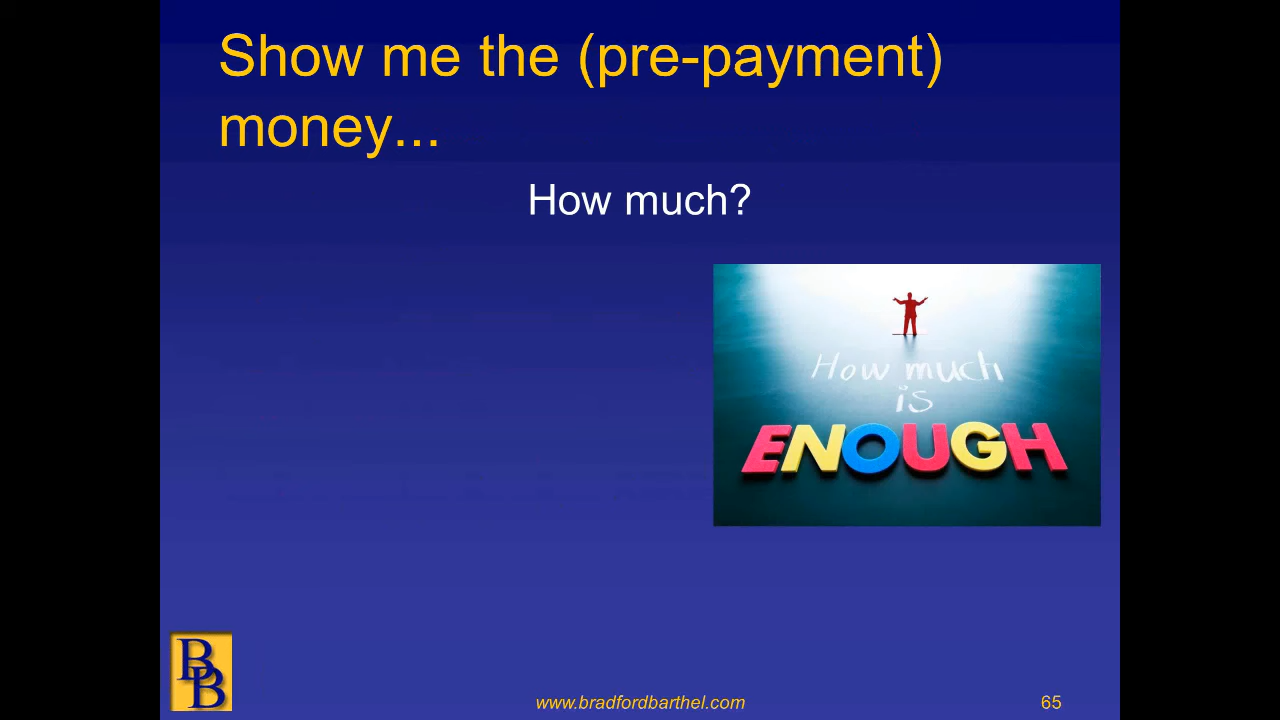 Show me the (pre-payment)
money...
How much?
How much
is
ENOUGH
BB
www.bradfordbarthel.com
65